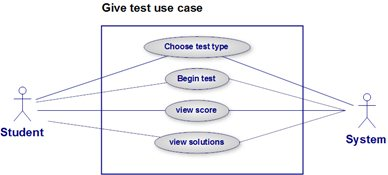 Give test use case
Choose test type
Begin test
view score
view solutions
Student
System